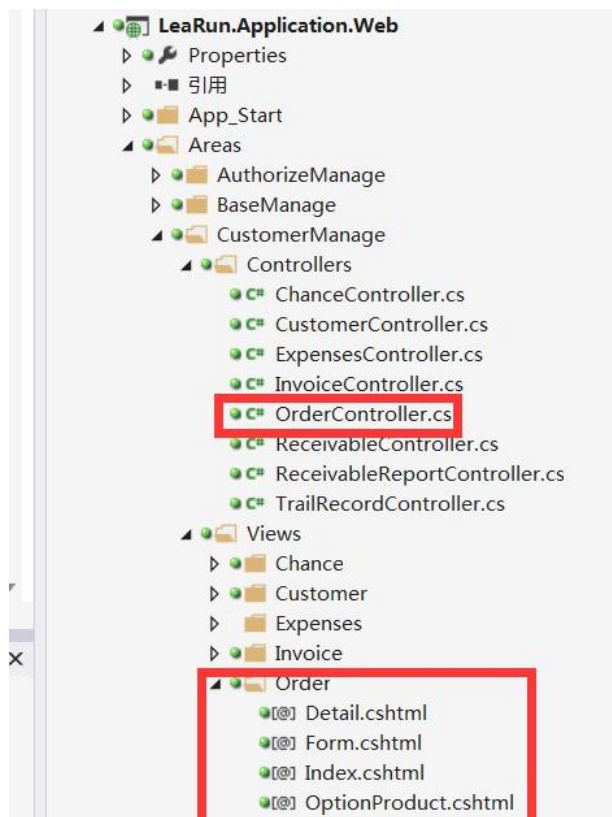 LeaRun.Application.Web
Properties
引用
App_Start
Areas
AuthorizeManage
BaseManage
CustomerManage
Controllers
C# ChanceController.cs
C# CustomerController.cs
C# ExpensesController.cs
C# InvoiceController.cs
C# OrderController.cs
C# ReceivableController.cs
C# ReceivableReportController.cs
C# TrailRecordController.cs
Views
Chance
Customer
Expenses
Invoice
Order
[@] Detail.cshtml
[@] Form.cshtml
[@] Index.cshtml
[@] OptionProduct.cshtml